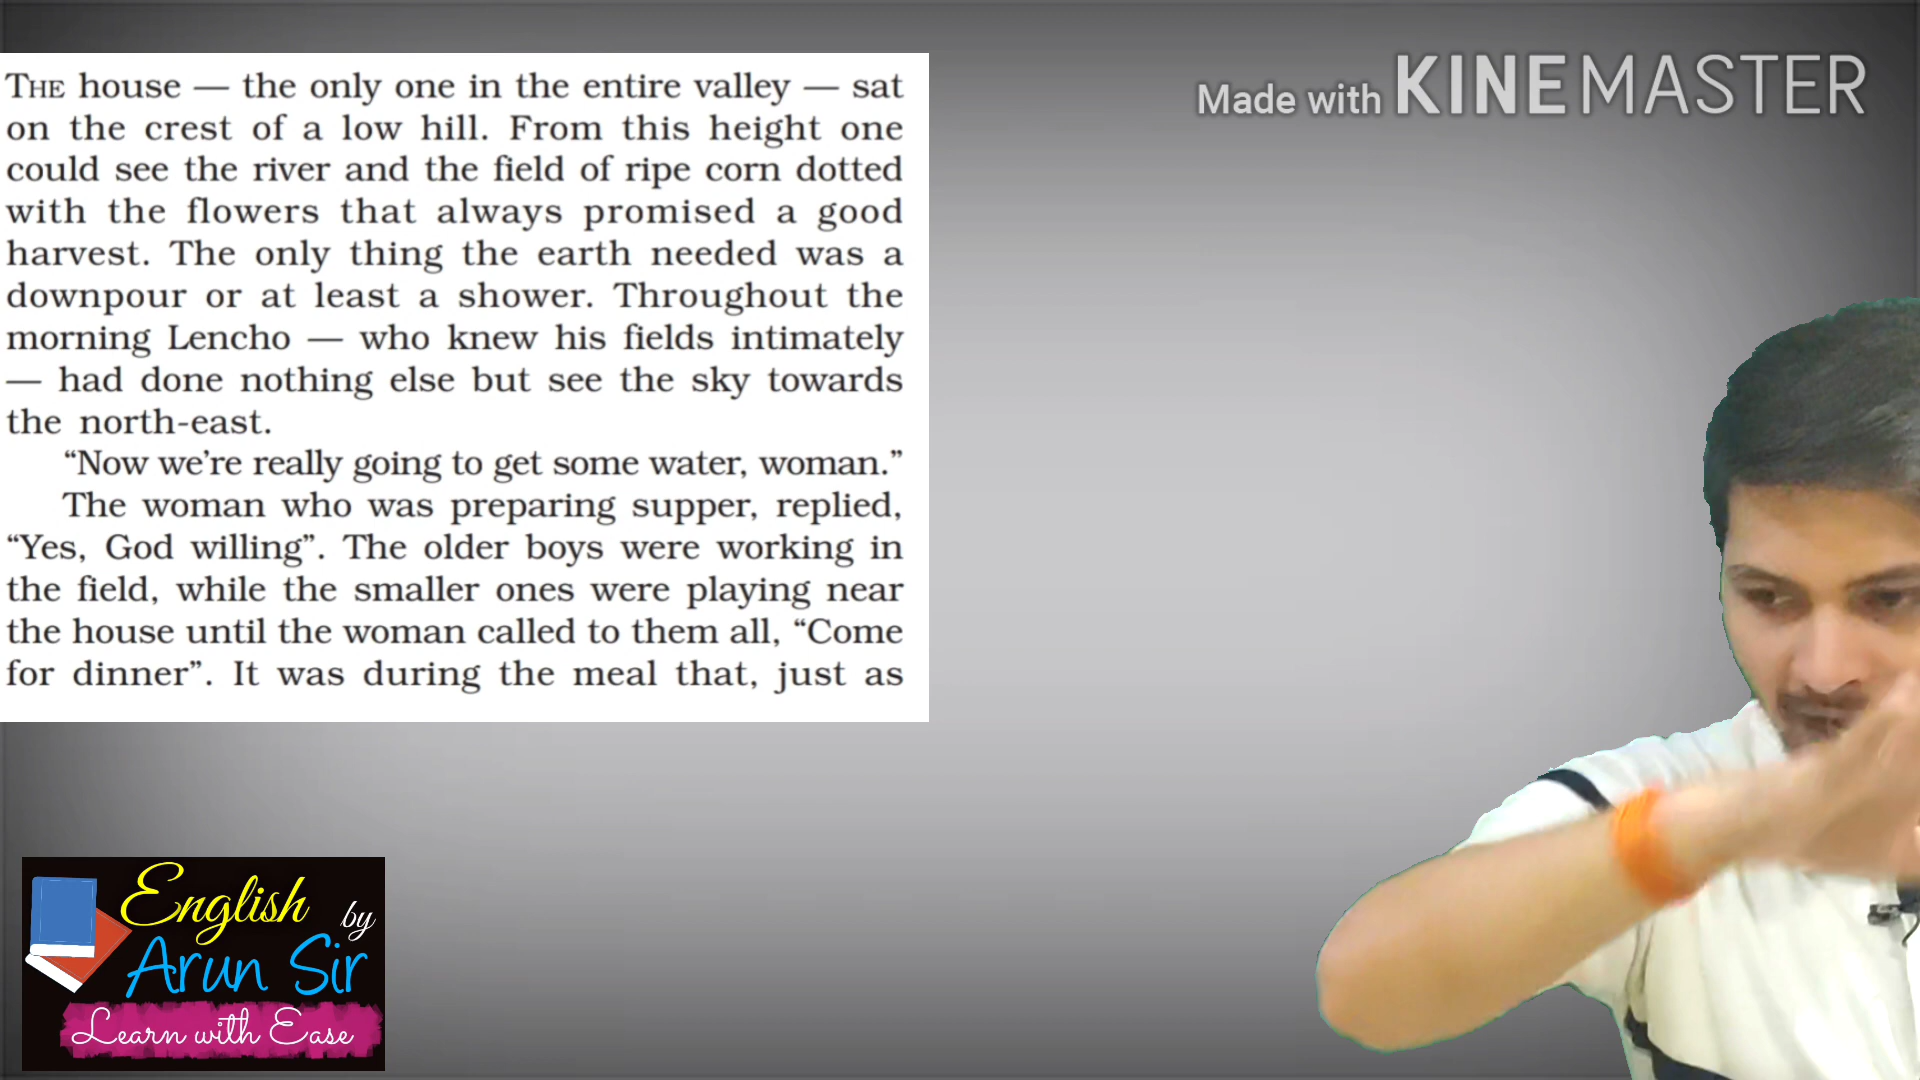 THE house — the only one in the entire valley — sat
on the crest of a low hill. From this height one
could see the river and the field of ripe corn dotted
with the flowers that always promised a good
harvest. The only thing the earth needed was a
downpour or at least a shower. Throughout the
morning Lencho — who knew his fields intimately
— had done nothing else but see the sky towards
the north-east.
“Now we’re really going to get some water, woman.”
The woman who was preparing supper, replied,
“Yes, God willing”. The older boys were working in
the field, while the smaller ones were playing near
the house until the woman called to them all, “Come
for dinner”. It was during the meal that, just as
Made with KINEMASTER
English by
Arun Sir
Learn with Ease